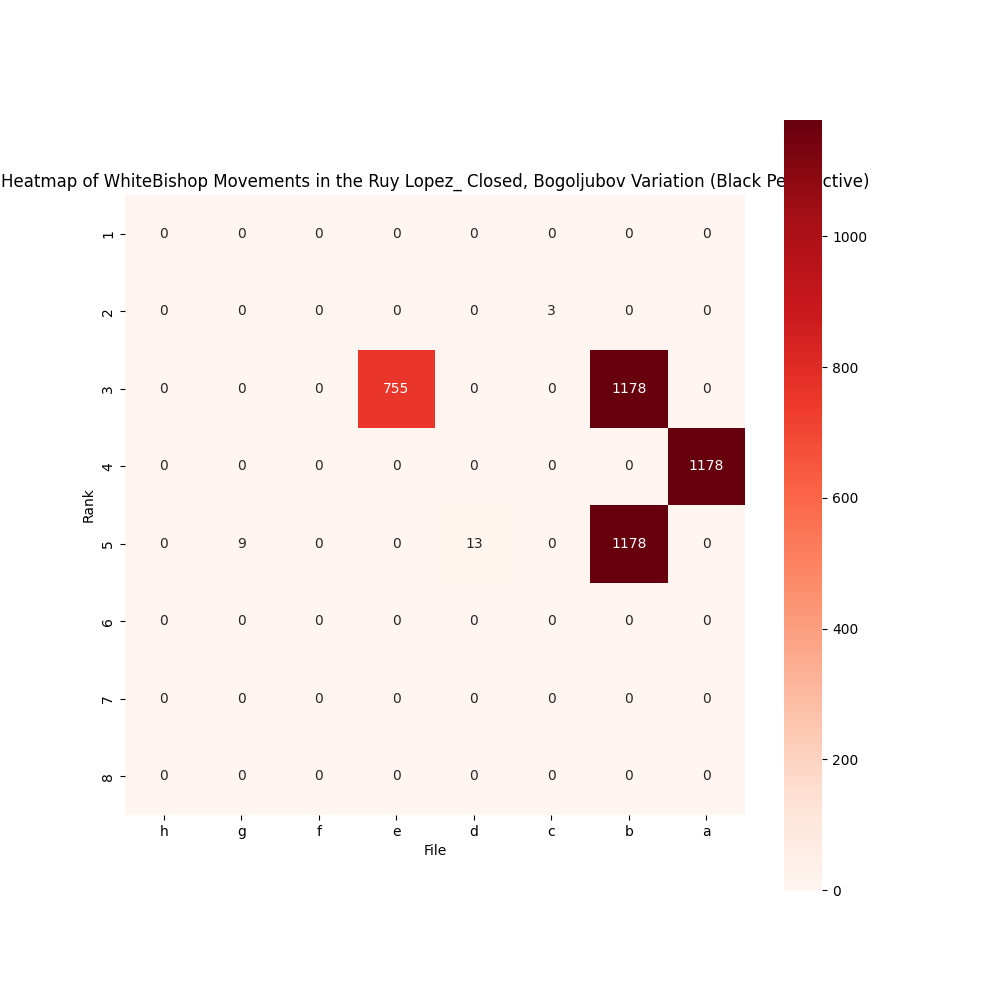 Heatmap of WhiteBishop Movements in the Ruy Lopez_ Closed, Bogoljubov Variation (Black Perspective)
1 0 0 0 0 0 0 0 0
2 0 0 0 0 0 3 0 0
3 0 0 0 755 0 0 1178 0
4 0 0 0 0 0 0 0 1178
5 0 9 0 0 13 0 1178 0
6 0 0 0 0 0 0 0 0
7 0 0 0 0 0 0 0 0
8 0 0 0 0 0 0 0 0
h g f e d c b a
File
Rank
1000
800
600
400
200
0